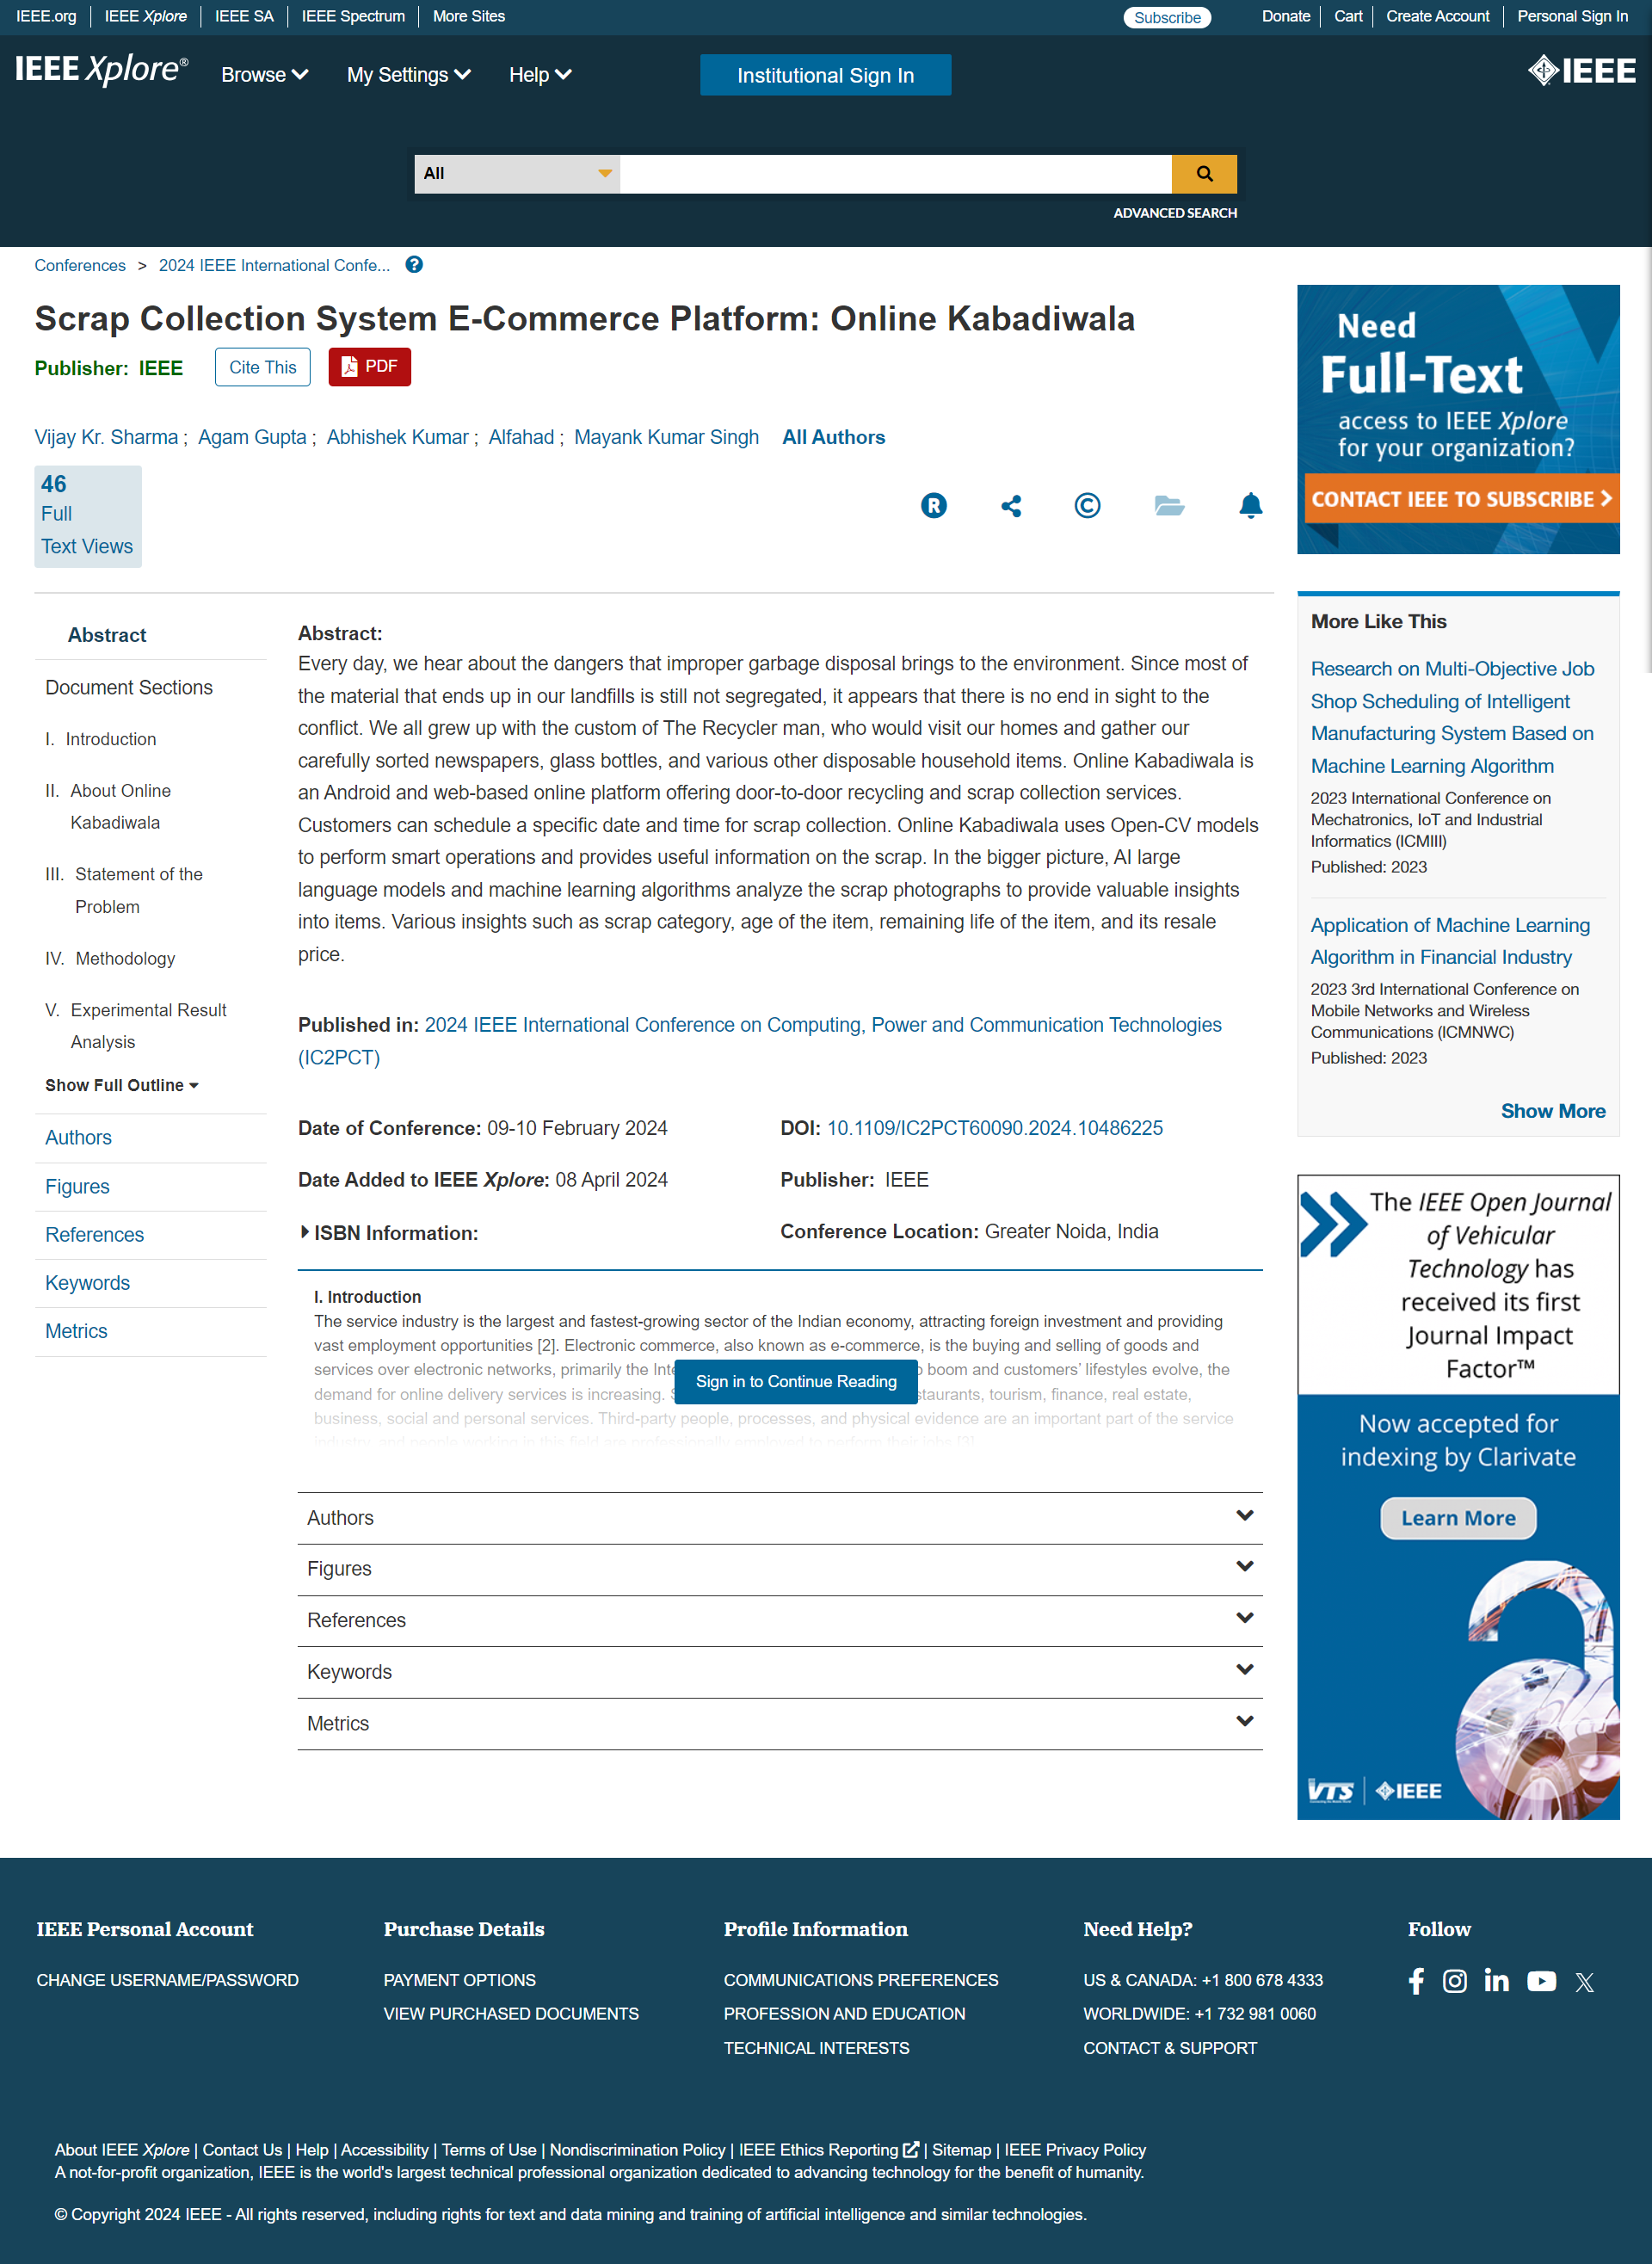 IEEE.org
IEEE Xplore
IEEE SA
IEEE Spectrum
More Sites
Subscribe
Donate
Cart
Create Account
Personal Sign In
IEEE Xplore®
Browse
My Settings
Help
Institutional Sign In
IEEE
All
ADVANCED SEARCH
Conferences > 2024 IEEE International Confe...
Scrap Collection System E-Commerce Platform: Online Kabadiwala
Publisher: IEEE
Cite This
PDF
Vijay Kr. Sharma ; Agam Gupta ; Abhishek Kumar ; Alfahad ; Mayank Kumar Singh All Authors
46
Full
Text Views
Abstract
Document Sections
I. Introduction
II. About Online
Kabadiwala
III. Statement of the
Problem
IV. Methodology
V. Experimental Result
Analysis
Show Full Outline
Authors
Figures
References
Keywords
Metrics
Abstract:
Every day, we hear about the dangers that improper garbage disposal brings to the environment. Since most of
the material that ends up in our landfills is still not segregated, it appears that there is no end in sight to the
conflict. We all grew up with the custom of The Recycler man, who would visit our homes and gather our
carefully sorted newspapers, glass bottles, and various other disposable household items. Online Kabadiwala is
an Android and web-based online platform offering door-to-door recycling and scrap collection services.
Customers can schedule a specific date and time for scrap collection. Online Kabadiwala uses Open-CV models
to perform smart operations and provides useful information on the scrap. In the bigger picture, AI large
language models and machine learning algorithms analyze the scrap photographs to provide valuable insights
into items. Various insights such as scrap category, age of the item, remaining life of the item, and its resale
price.
Published in: 2024 IEEE International Conference on Computing, Power and Communication Technologies
(IC2PCT)
Date of Conference: 09-10 February 2024
DOI: 10.1109/IC2PCT60090.2024.10486225
Date Added to IEEE Xplore: 08 April 2024
Publisher: IEEE
ISBN Information:
Conference Location: Greater Noida, India
I. Introduction
The service industry is the largest and fastest-growing sector of the Indian economy, attracting foreign investment and providing
vast employment opportunities [2]. Electronic commerce, also known as e-commerce, is the buying and selling of goods and
services over electronic networks, primarily the boom and customers' lifestyles evolve, the
demand for online delivery services is increasing. tourism, finance, real estate,
Sign in to Continue Reading
business, social and personal services. Third-party people, processes, and physical evidence are an important part of the service
industry, and people working in this field are professionally employed to perform their jobs [3].
Authors
Figures
References
Keywords
Metrics
Need
Full-Text
access to IEEE Xplore
for your organization?
CONTACT IEEE TO SUBSCRIBE >
More Like This
Research on Multi-Objective Job
Shop Scheduling of Intelligent
Manufacturing System Based on
Machine Learning Algorithm
2023 International Conference on
Mechatronics, IoT and Industrial
Informatics (ICMIII)
Published: 2023
Application of Machine Learning
Algorithm in Financial Industry
2023 3rd International Conference on
Mobile Networks and Wireless
Communications (ICMNWC)
Published: 2023
Show More
The IEEE Open Journal
of Vehicular
Technology has
received its first
Journal Impact
Factor™
Now accepted for
indexing by Clarivate
Learn More
VTS
IEEE
IEEE Personal Account
CHANGE USERNAME/PASSWORD
Purchase Details
PAYMENT OPTIONS
VIEW PURCHASED DOCUMENTS
Profile Information
COMMUNICATIONS PREFERENCES
PROFESSION AND EDUCATION
TECHNICAL INTERESTS
Need Help?
US & CANADA: +1 800 678 4333
WORLDWIDE: +1 732 981 0060
CONTACT & SUPPORT
Follow
About IEEE Xplore | Contact Us | Help | Accessibility | Terms of Use | Nondiscrimination Policy | IEEE Ethics Reporting | Sitemap | IEEE Privacy Policy
A not-for-profit organization, IEEE is the world's largest technical professional organization dedicated to advancing technology for the benefit of humanity.
© Copyright 2024 IEEE - All rights reserved, including rights for text and data mining and training of artificial intelligence and similar technologies.